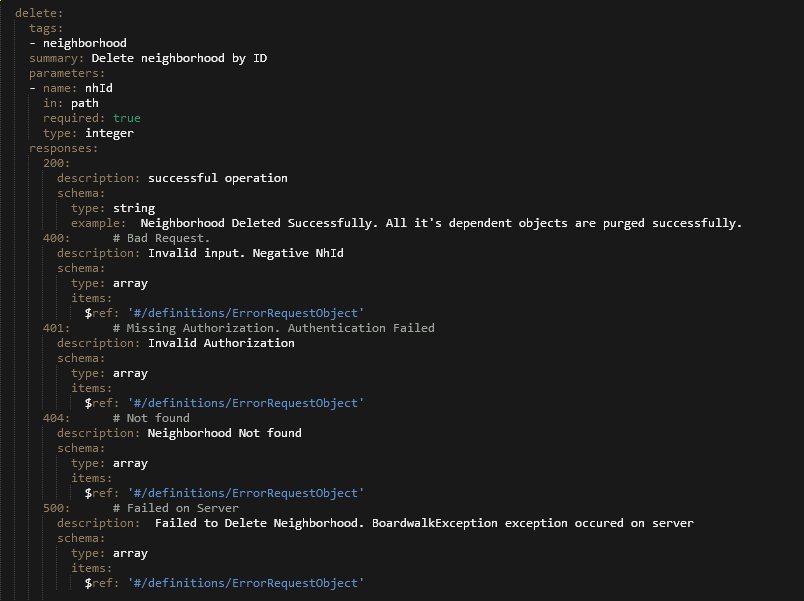 delete:
tags:
- neighborhood
summary: Delete neighborhood by ID
parameters:
- name: nhId
in: path
required: true
type: integer
responses:
200:
description: successful operation
schema:
type: string
example:  Neighborhood Deleted Successfully. All it's dependent objects are purged successfully.
400:      # Bad Request.
description: Invalid input. Negative NhId
schema:
type: array
items:
$ref: '#/definitions/ErrorRequestObject'
401:      # Missing Authorization. Authentication Failed
description: Invalid Authorization
schema:
type: array
items:
$ref: '#/definitions/ErrorRequestObject'
404:      # Not found
description: Neighborhood Not found
schema:
type: array
items:
$ref: '#/definitions/ErrorRequestObject'
500:      # Failed on Server
description:  Failed to Delete Neighborhood. BoardwalkException exception occured on server
schema:
type: array
items:
$ref: '#/definitions/ErrorRequestObject'